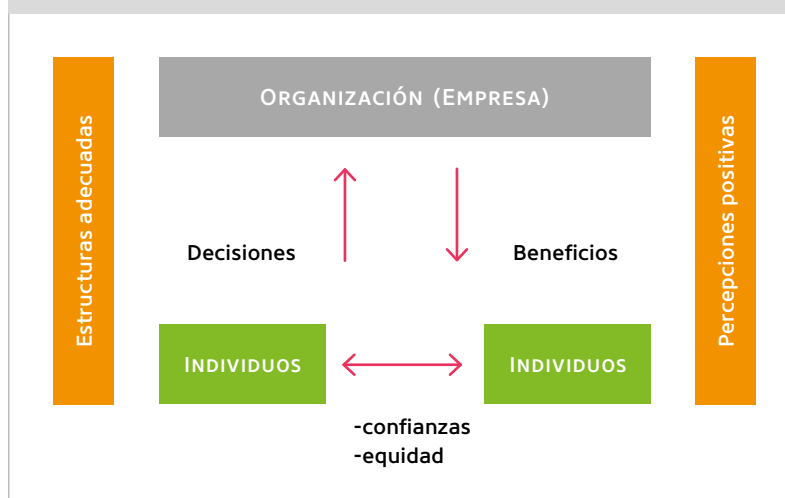 Estructuras adecuadas
ORGANIZACIÓN (EMPRESA)
Percepciones positivas
Decisiones
Beneficios
INDIVIDUOS
INDIVIDUOS
-confianzas
-equidad